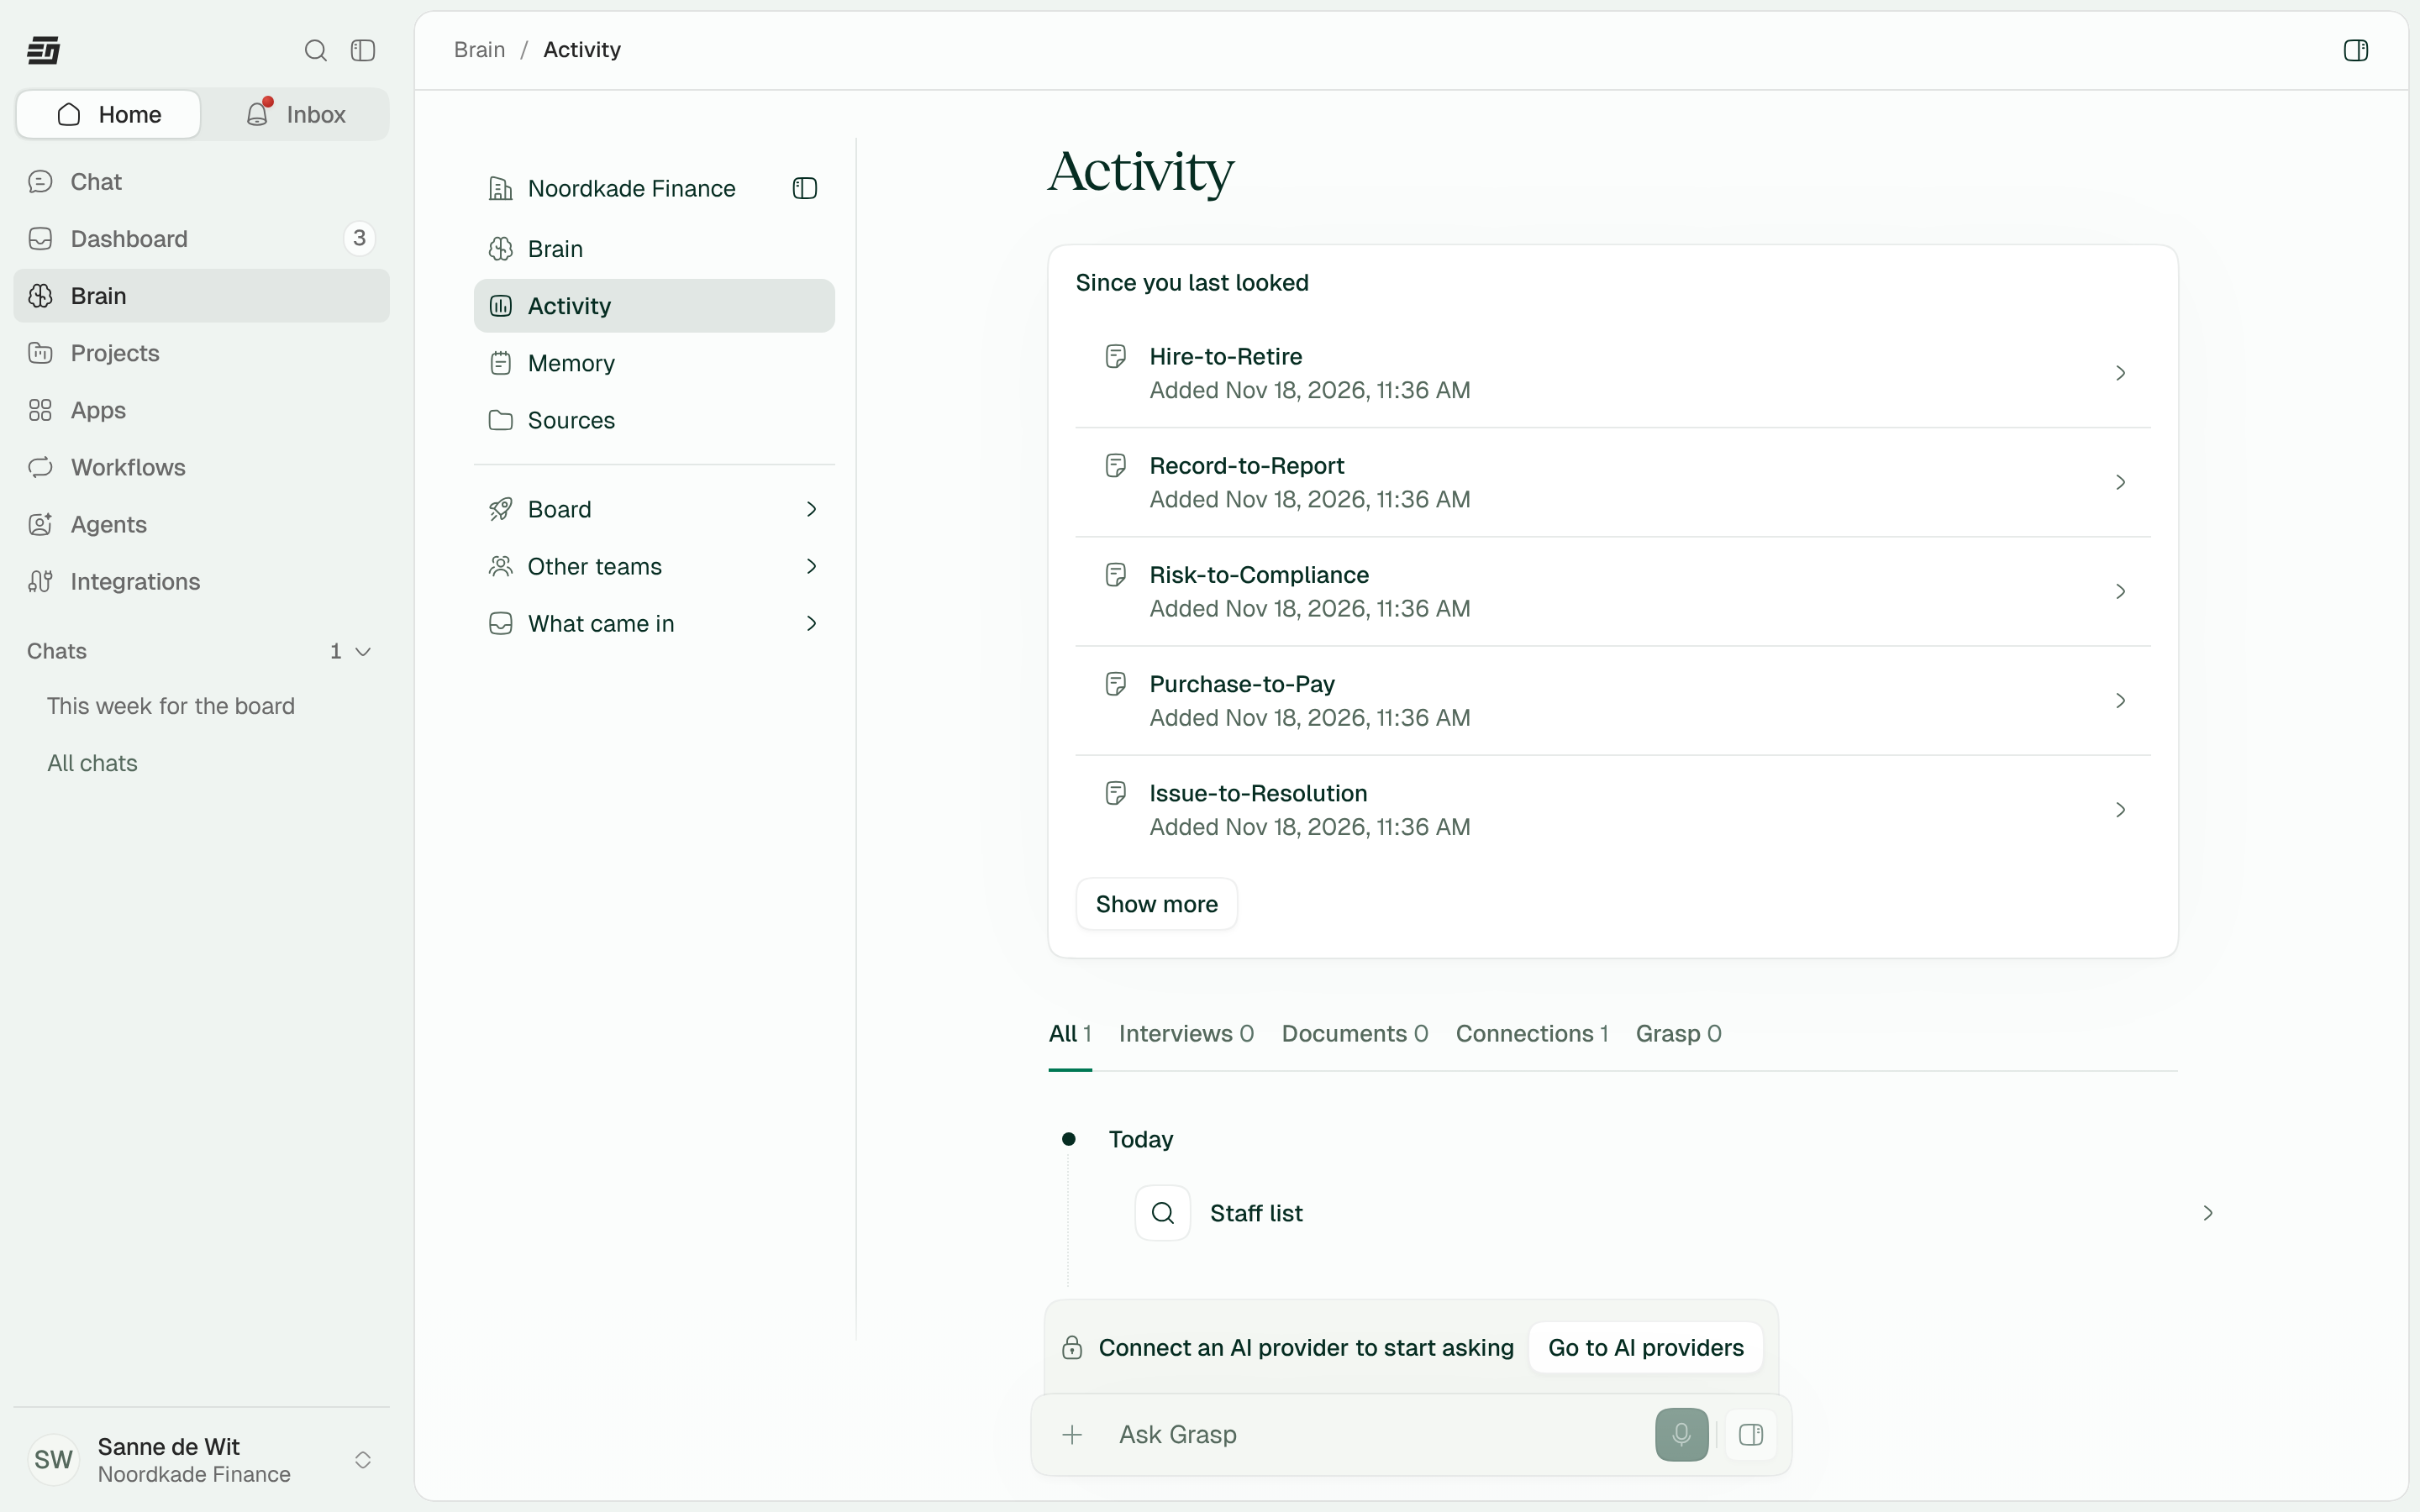 Home
Inbox
Chat
Dashboard
3
Brain
Projects
Apps
Workflows
Agents
Integrations
Chats
1
This week for the board
All chats
SW
Sanne de Wit
Noordkade Finance
Brain / Activity
Noordkade Finance
Brain
Activity
Memory
Sources
Board
Other teams
What came in
Activity
Since you last looked
Hire-to-Retire
Added Nov 18, 2026, 11:36 AM
Record-to-Report
Added Nov 18, 2026, 11:36 AM
Risk-to-Compliance
Added Nov 18, 2026, 11:36 AM
Purchase-to-Pay
Added Nov 18, 2026, 11:36 AM
Issue-to-Resolution
Added Nov 18, 2026, 11:36 AM
Show more
All 1 Interviews 0 Documents 0 Connections 1 Grasp 0
Today
Staff list
Connect an AI provider to start asking
Go to AI providers
Ask Grasp